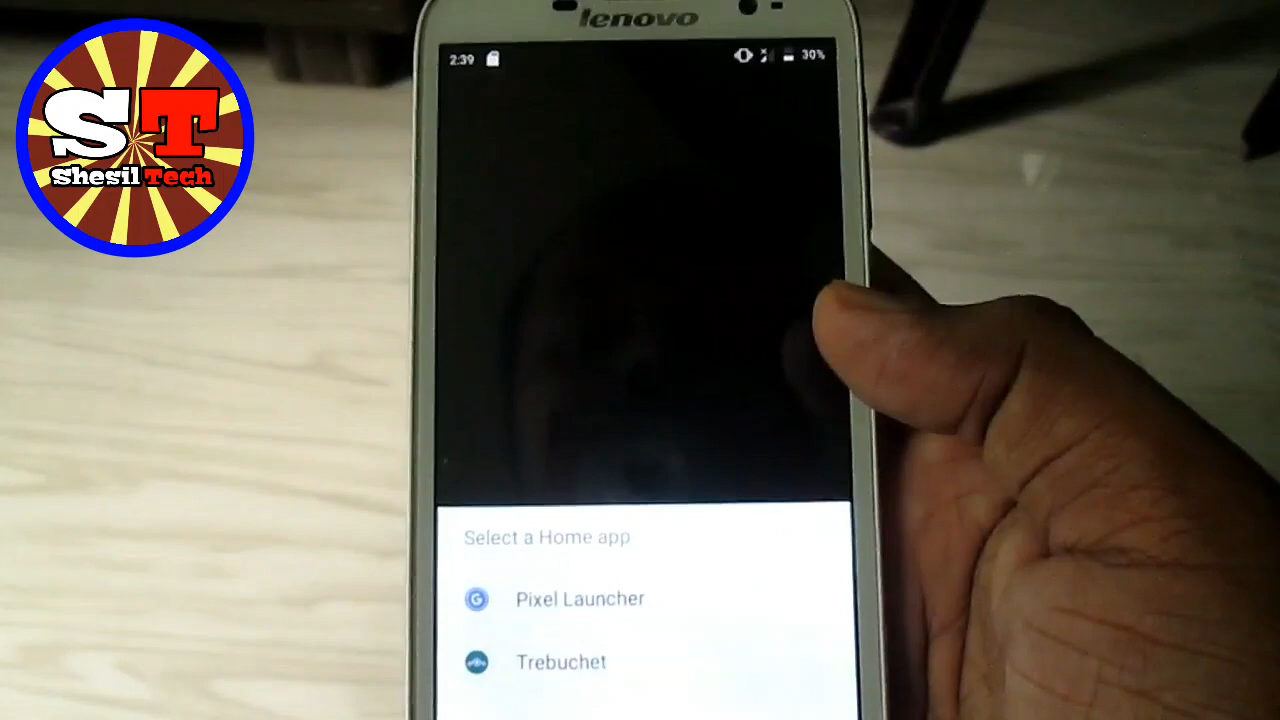 ST
Shesil Tech
lenovo
2:39
30%
Select a Home app
Pixel Launcher
Trebuchet